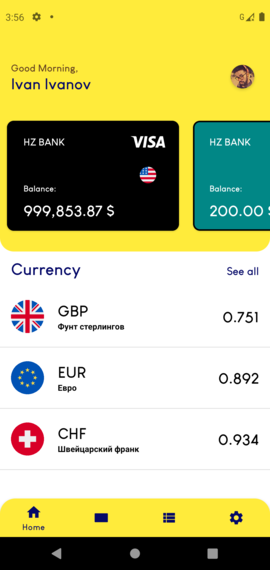 3:56
G
Good Morning,
Ivan Ivanov
HZ BANK
VISA
Balance:
999,853.87 $
HZ BANK
Balance:
200.00 $
Currency
See all
GBP
Фунт стерлингов
0.751
EUR
Евро
0.892
CHF
Швейцарский франк
0.934
Home